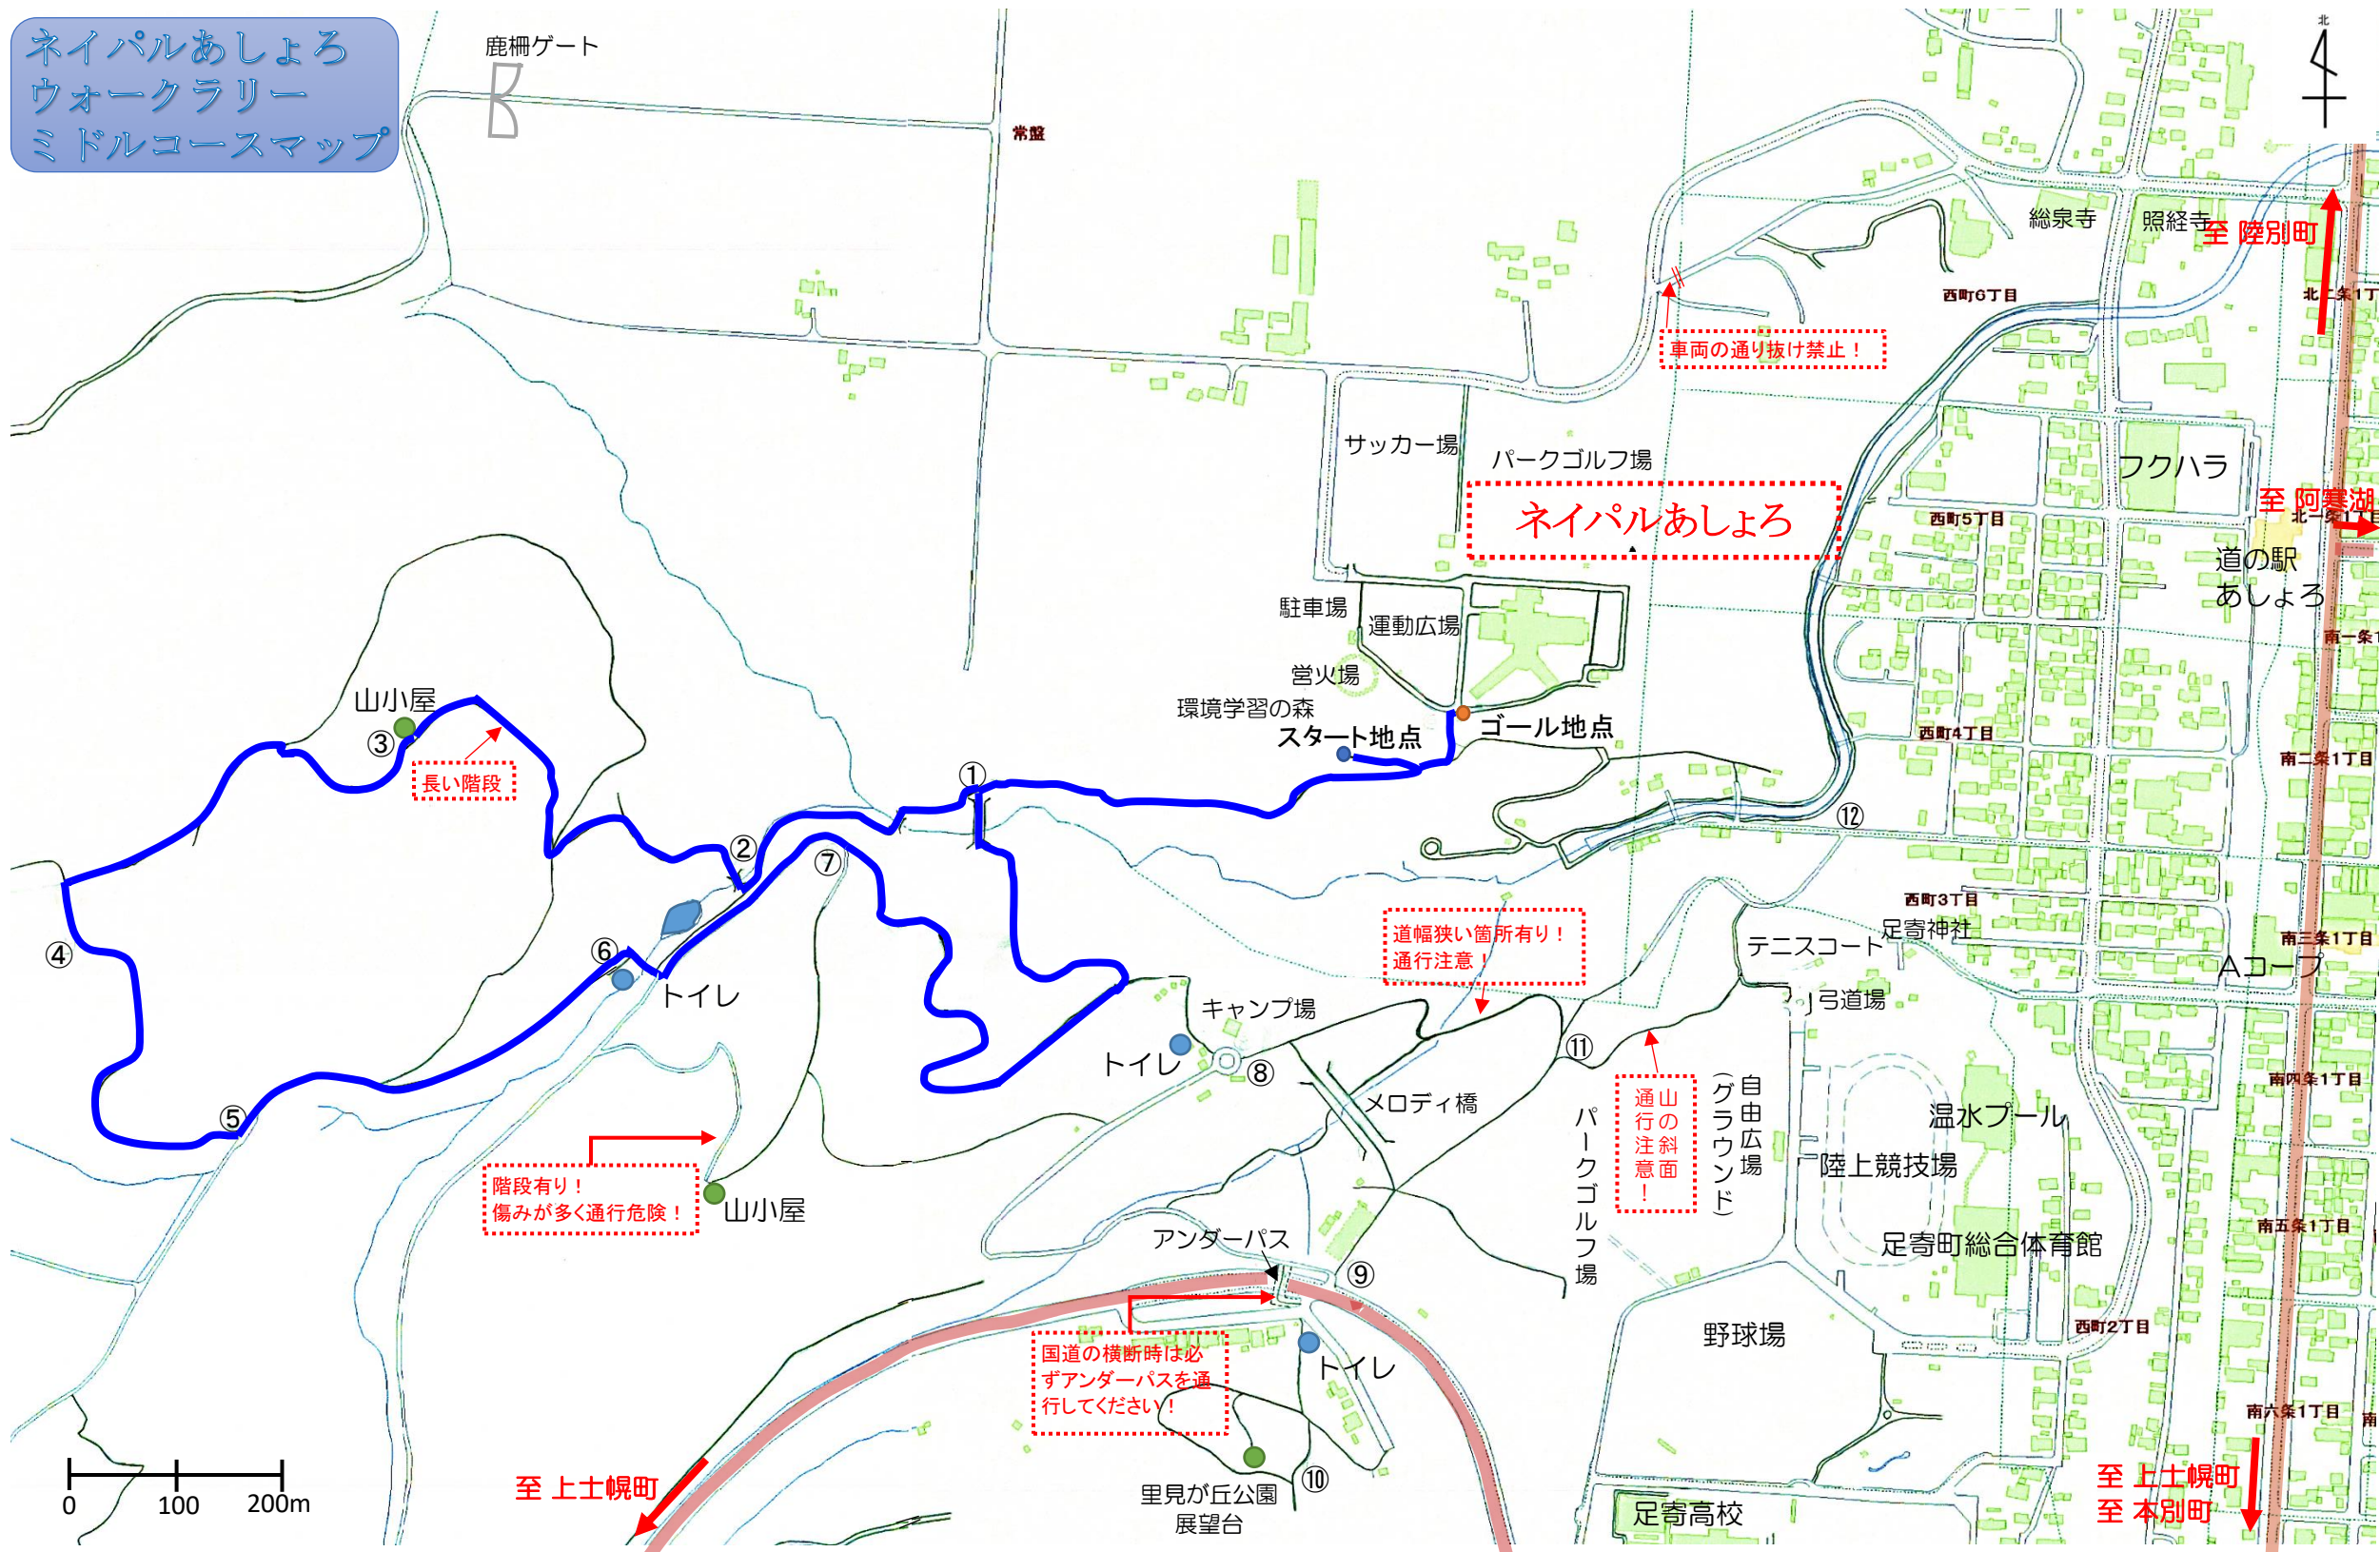 ネイパルあしょろ
ウォークラリー
ミドルコースマップ
鹿柵ゲート
北
常盤
総泉寺
照経寺
至 陸別町
西町6丁目
車両の通り抜け禁止！
サッカー場
パークゴルフ場
フクハラ
ネイパルあしょろ
至 阿寒湖
西町5丁目
道の駅
あしょろ
駐車場
運動広場
営火場
環境学習の森
スタート地点
ゴール地点
山小屋
③
長い階段
①
西町4丁目
南二条1丁目
⑫
②
⑦
西町3丁目
足寄神社
道幅狭い箇所有り！
通行注意！
テニスコート
南三条1丁目
Aコープ
④
⑥
トイレ
キャンプ場
弓道場
トイレ
⑧
⑪
メロディ橋
パークゴルフ場
山の斜面
通行注意！
自由広場
（グラウンド）
温水プール
南四条1丁目
⑤
陸上競技場
階段有り！
傷みが多く通行危険！
山小屋
アンダーパス
足寄町総合体育館
南五条1丁目
⑨
国道の横断時は必
ずアンダーパスを通
行してください！
トイレ
野球場
西町2丁目
南六条1丁目
⑩
里見が丘公園
展望台
至 上士幌町
足寄高校
至 上士幌町
至 本別町
0 100 200m